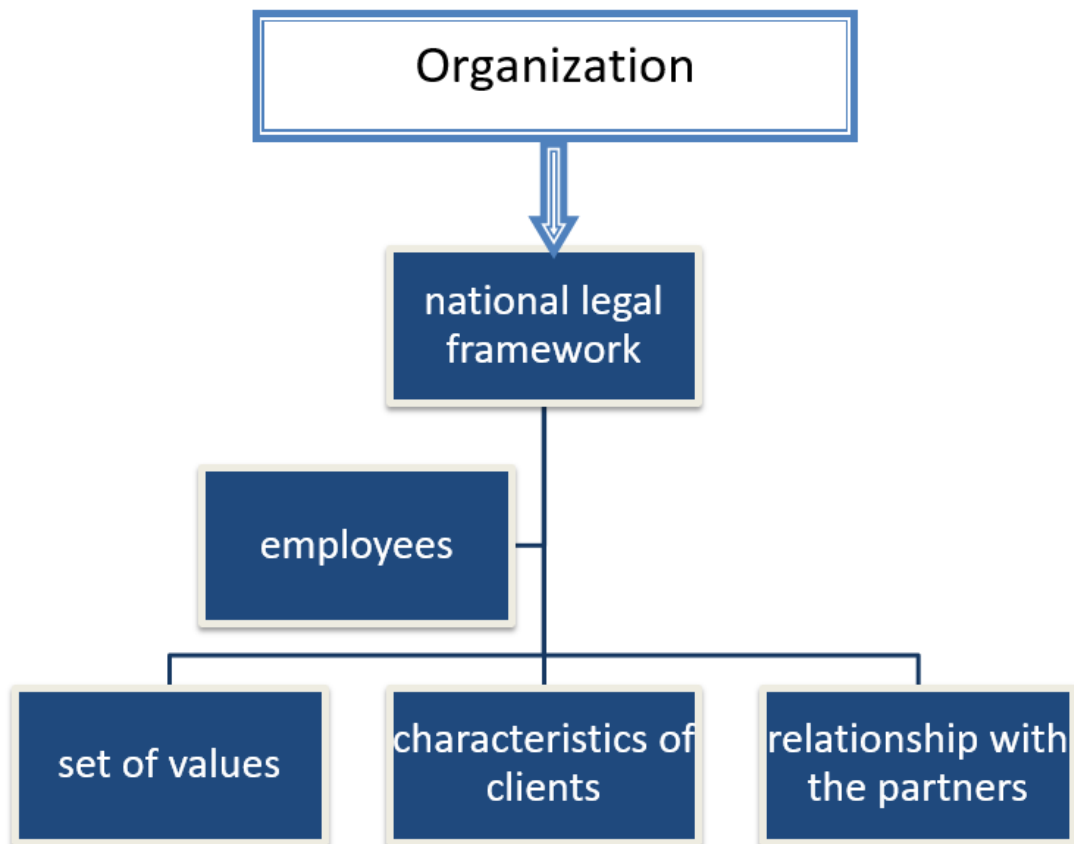 Organization
national legal
framework
employees
set of values
characteristics of
clients
relationship with
the partners